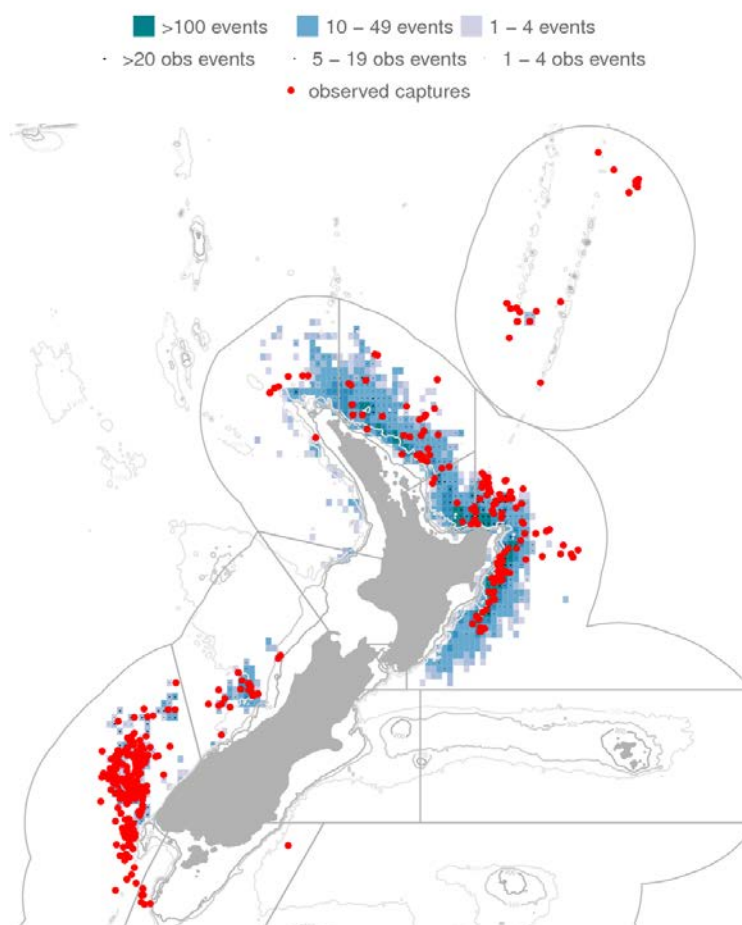 >100 events 10 – 49 events 1 – 4 events
>20 obs events 5 – 19 obs events 1 – 4 obs events
observed captures